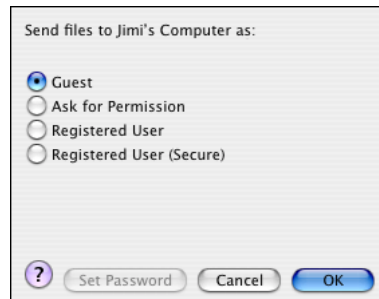 Send files to Jimi's Computer as:
Guest
Ask for Permission
Registered User
Registered User (Secure)
? Set Password Cancel OK